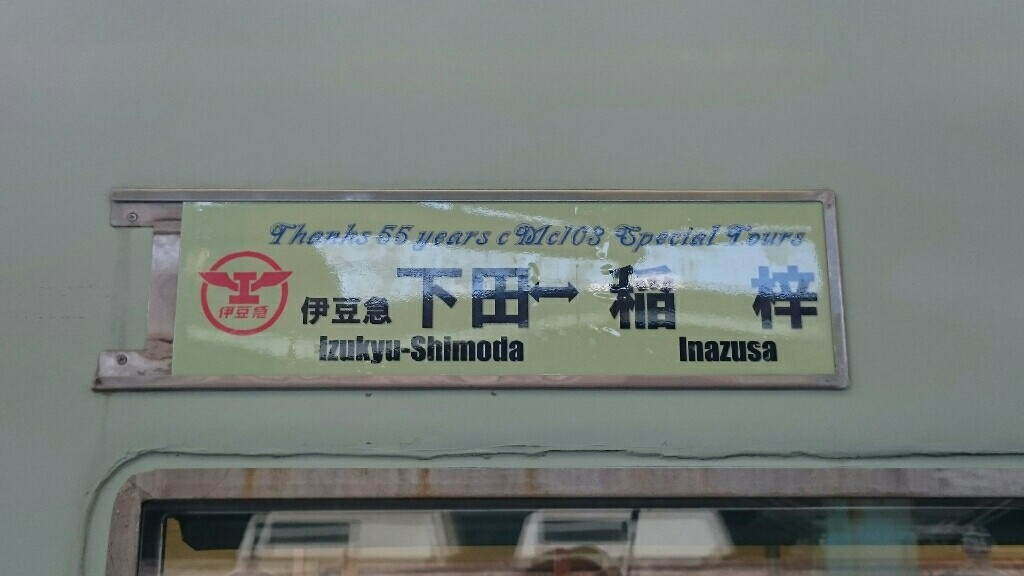 Thanks 55 years cMc103 Special Tours
伊豆急
伊豆急 下田↔稲 梓
Izukyu-Shimoda Inazusa